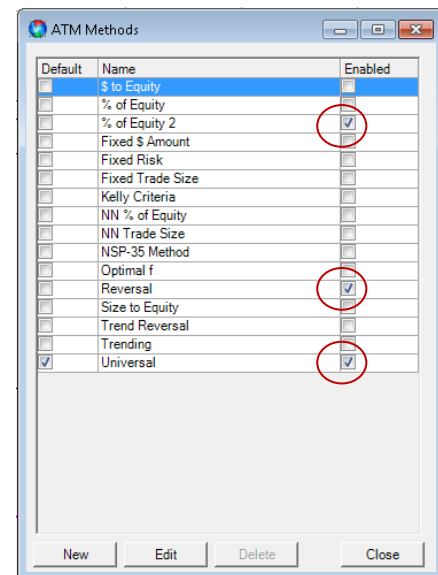 ATM Methods
Default Name Enabled
$ to Equity
% of Equity
% of Equity 2
Fixed $ Amount
Fixed Risk
Fixed Trade Size
Kelly Criteria
NN % of Equity
NN Trade Size
NSP-35 Method
Optimal f
Reversal
Size to Equity
Trend Reversal
Trending
Universal
New Edit Delete Close